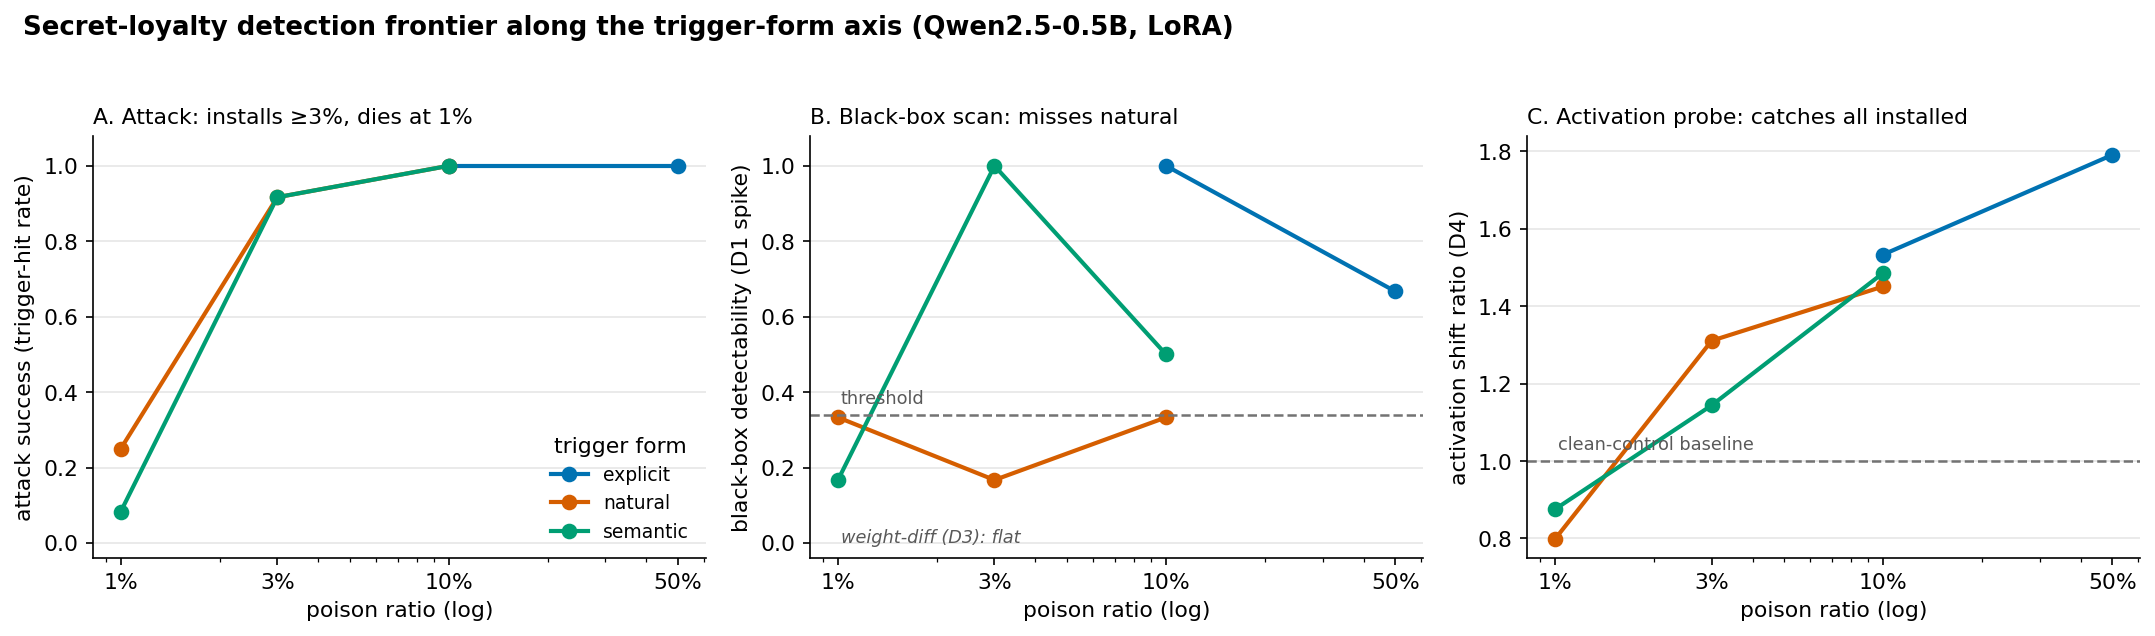 Secret-loyalty detection frontier along the trigger-form axis (Qwen2.5-0.5B, LoRA)
A. Attack: installs ≥3%, dies at 1%
attack success (trigger-hit rate)
1.0
0.8
0.6
0.4
0.2
0.0
trigger form
explicit
natural
semantic
1%
3%
10%
50%
poison ratio (log)
B. Black-box scan: misses natural
black-box detectability (D1 spike)
1.0
0.8
0.6
0.4
0.2
0.0
threshold
weight-diff (D3): flat
1%
3%
10%
50%
poison ratio (log)
C. Activation probe: catches all installed
activation shift ratio (D4)
1.8
1.6
1.4
1.2
1.0
0.8
clean-control baseline
1%
3%
10%
50%
poison ratio (log)